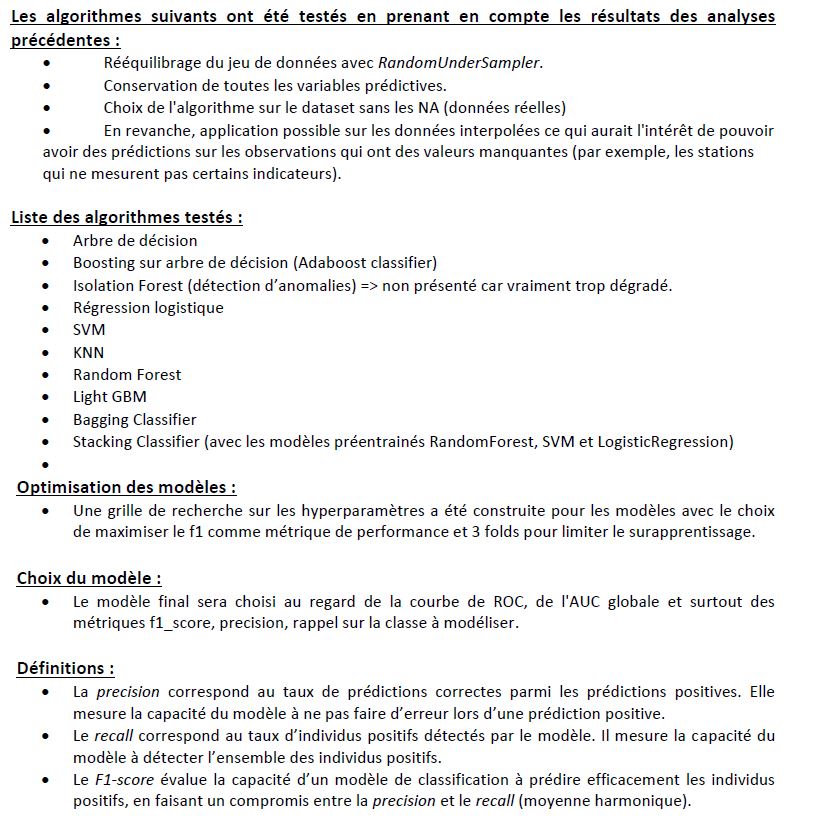 Les algorithmes suivants ont été testés en prenant en compte les résultats des analyses
précédentes :
• Rééquilibrage du jeu de données avec RandomUnderSampler.
• Conservation de toutes les variables prédictives.
• Choix de l'algorithme sur le dataset sans les NA (données réelles)
• En revanche, application possible sur les données interpolées ce qui aurait l'intérêt de pouvoir
avoir des prédictions sur les observations qui ont des valeurs manquantes (par exemple, les stations
qui ne mesurent pas certains indicateurs).
Liste des algorithmes testés :
• Arbre de décision
• Boosting sur arbre de décision (Adaboost classifier)
• Isolation Forest (détection d’anomalies) => non présenté car vraiment trop dégradé.
• Régression logistique
• SVM
• KNN
• Random Forest
• Light GBM
• Bagging Classifier
• Stacking Classifier (avec les modèles préentrainés RandomForest, SVM et LogisticRegression)
•
Optimisation des modèles :
• Une grille de recherche sur les hyperparamètres a été construite pour les modèles avec le choix
de maximiser le f1 comme métrique de performance et 3 folds pour limiter le surapprentissage.
Choix du modèle :
• Le modèle final sera choisi au regard de la courbe de ROC, de l'AUC globale et surtout des
métriques f1_score, precision, rappel sur la classe à modéliser.
Définitions :
• La precision correspond au taux de prédictions correctes parmi les prédictions positives. Elle
mesure la capacité du modèle à ne pas faire d’erreur lors d’une prédiction positive.
• Le recall correspond au taux d’individus positifs détectés par le modèle. Il mesure la capacité du
modèle à détecter l’ensemble des individus positifs.
• Le F1-score évalue la capacité d’un modèle de classification à prédire efficacement les individus
positifs, en faisant un compromis entre la precision et le recall (moyenne harmonique).